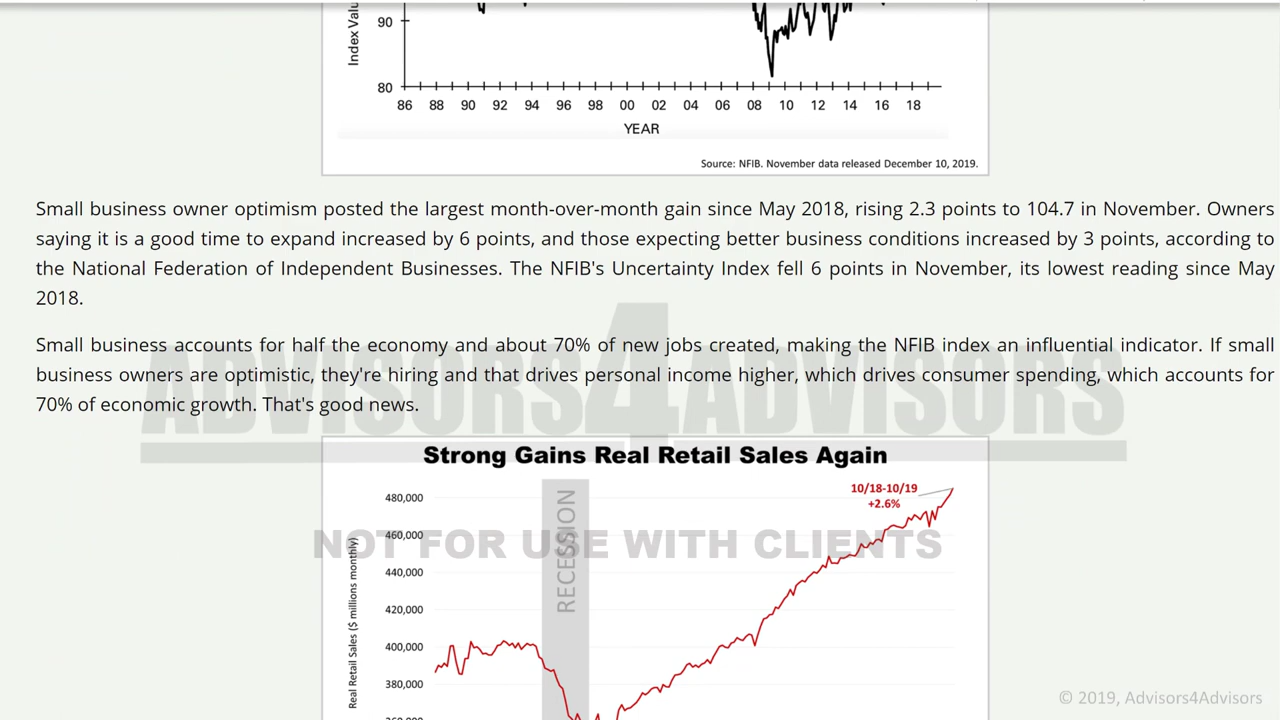 Index Valu
90
80
86 88 90 92 94 96 98 00 02 04 06 08 10 12 14 16 18
YEAR
Source: NFIB. November data released December 10, 2019.
Small business owner optimism posted the largest month-over-month gain since May 2018, rising 2.3 points to 104.7 in November. Owners
saying it is a good time to expand increased by 6 points, and those expecting better business conditions increased by 3 points, according to
the National Federation of Independent Businesses. The NFIB's Uncertainty Index fell 6 points in November, its lowest reading since May
2018.
Small business accounts for half the economy and about 70% of new jobs created, making the NFIB index an influential indicator. If small
business owners are optimistic, they're hiring and that drives personal income higher, which drives consumer spending, which accounts for
70% of economic growth. That's good news.
ADVISORS4ADVISORS
Strong Gains Real Retail Sales Again
10/18-10/19
+2.6%
RECESSION
NOT FOR USE WITH CLIENTS
Real Retail Sales ($ millions monthly)
480,000
460,000
440,000
420,000
400,000
380,000
© 2019, Advisors4Advisors